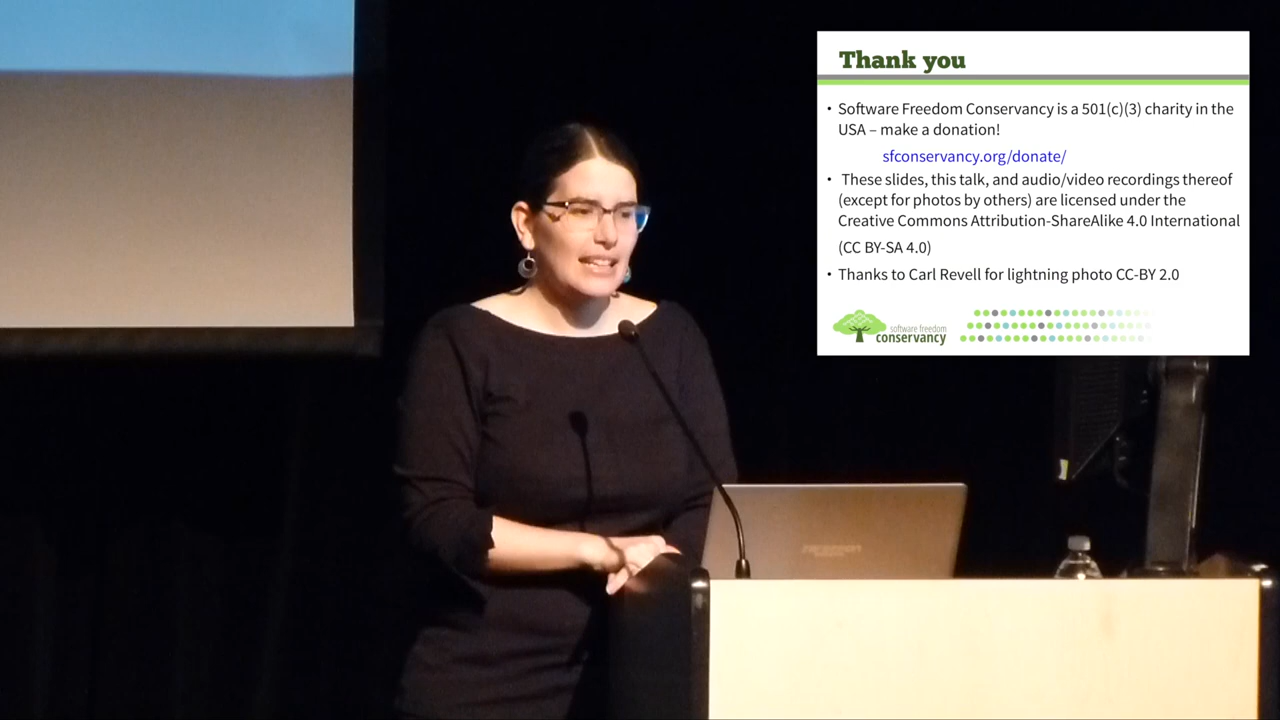 Thank you
• Software Freedom Conservancy is a 501(c)(3) charity in the
USA – make a donation!
sfconservancy.org/donate/
• These slides, this talk, and audio/video recordings thereof
(except for photos by others) are licensed under the
Creative Commons Attribution-ShareAlike 4.0 International
(CC BY-SA 4.0)
• Thanks to Carl Revell for lightning photo CC-BY 2.0
software freedom
conservancy